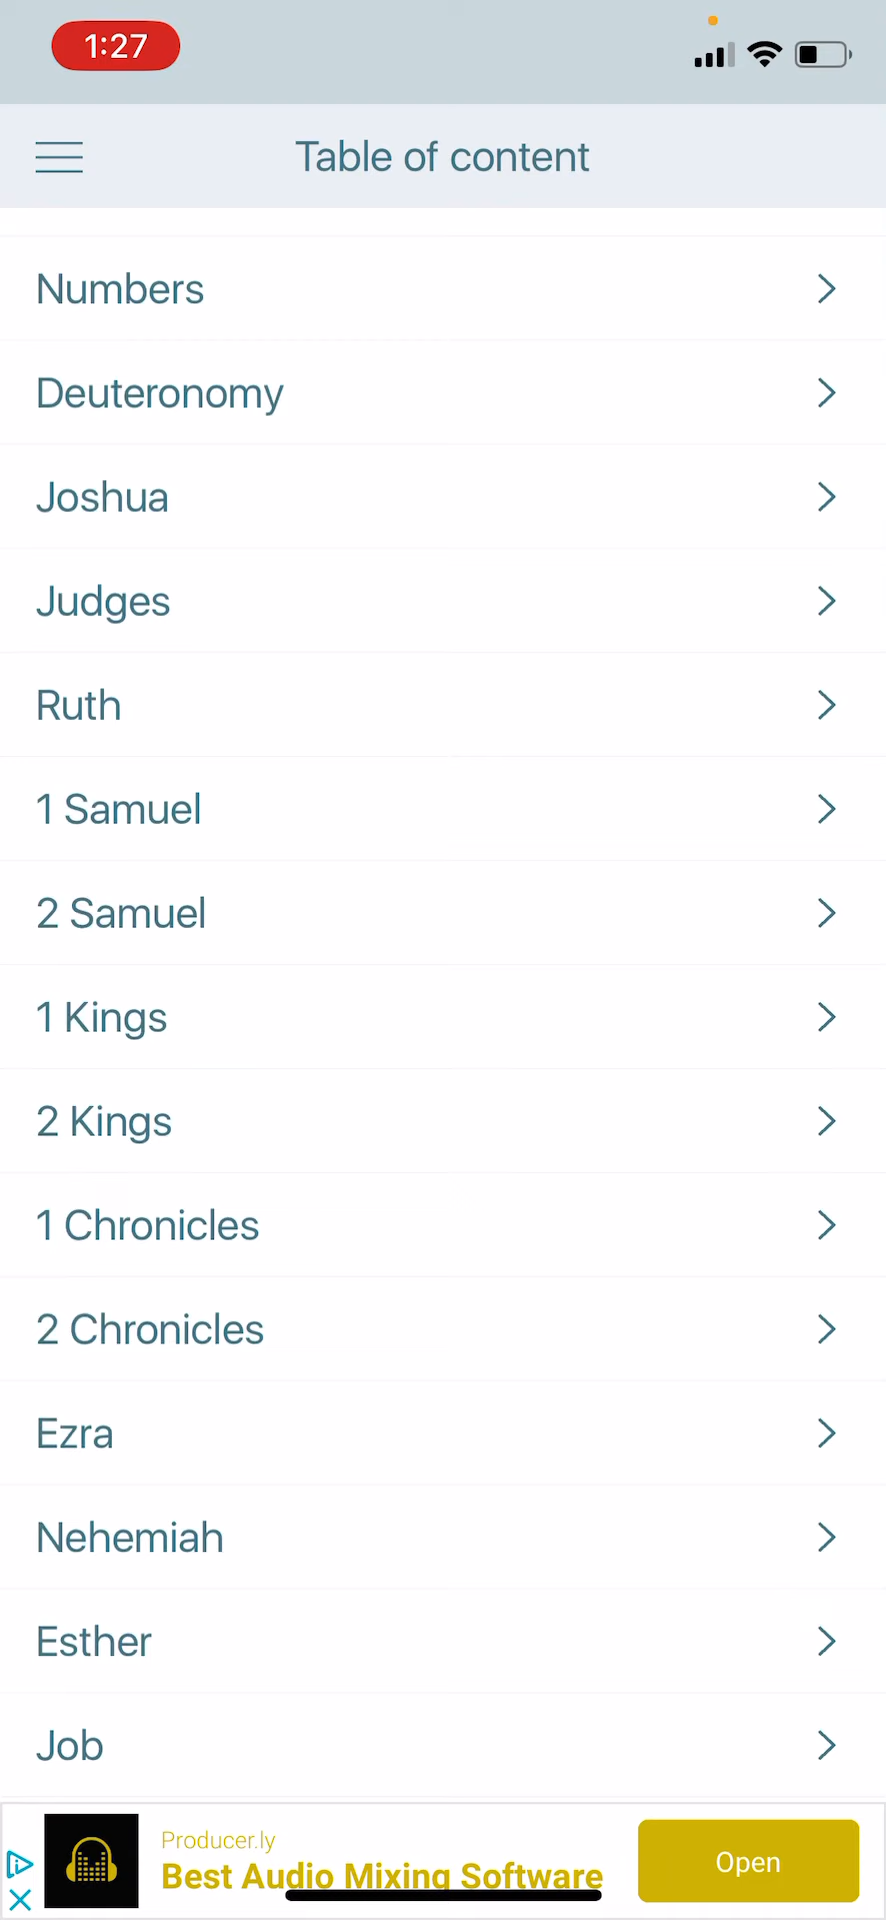 1:27
Table of content
Numbers
Deuteronomy
Joshua
Judges
Ruth
1 Samuel
2 Samuel
1 Kings
2 Kings
1 Chronicles
2 Chronicles
Ezra
Nehemiah
Esther
Job
Producer.ly
Best Audio Mixing Software
Open